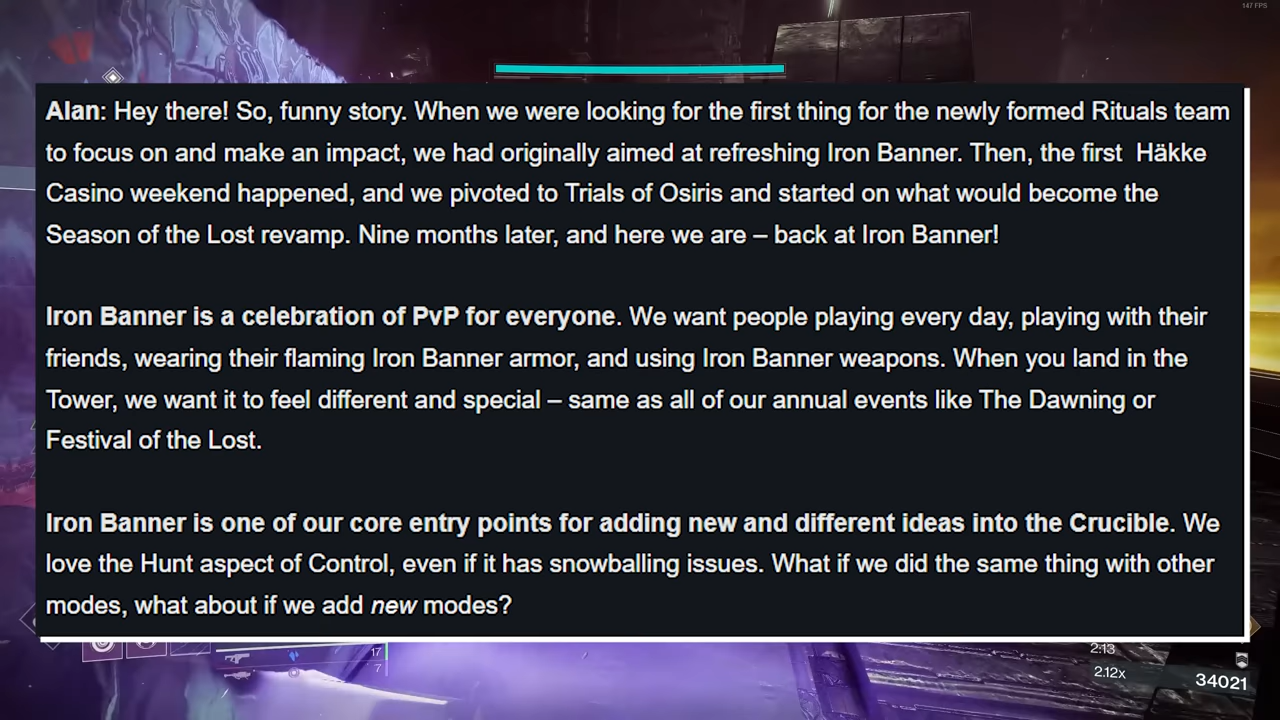 147 FPS
Alan: Hey there! So, funny story. When we were looking for the first thing for the newly formed Rituals team
to focus on and make an impact, we had originally aimed at refreshing Iron Banner. Then, the first  Häkke
Casino weekend happened, and we pivoted to Trials of Osiris and started on what would become the
Season of the Lost revamp. Nine months later, and here we are – back at Iron Banner!
Iron Banner is a celebration of PvP for everyone. We want people playing every day, playing with their
friends, wearing their flaming Iron Banner armor, and using Iron Banner weapons. When you land in the
Tower, we want it to feel different and special – same as all of our annual events like The Dawning or
Festival of the Lost.
Iron Banner is one of our core entry points for adding new and different ideas into the Crucible. We
love the Hunt aspect of Control, even if it has snowballing issues. What if we did the same thing with other
modes, what about if we add new modes?
17
7
2:13
2.12x
34021